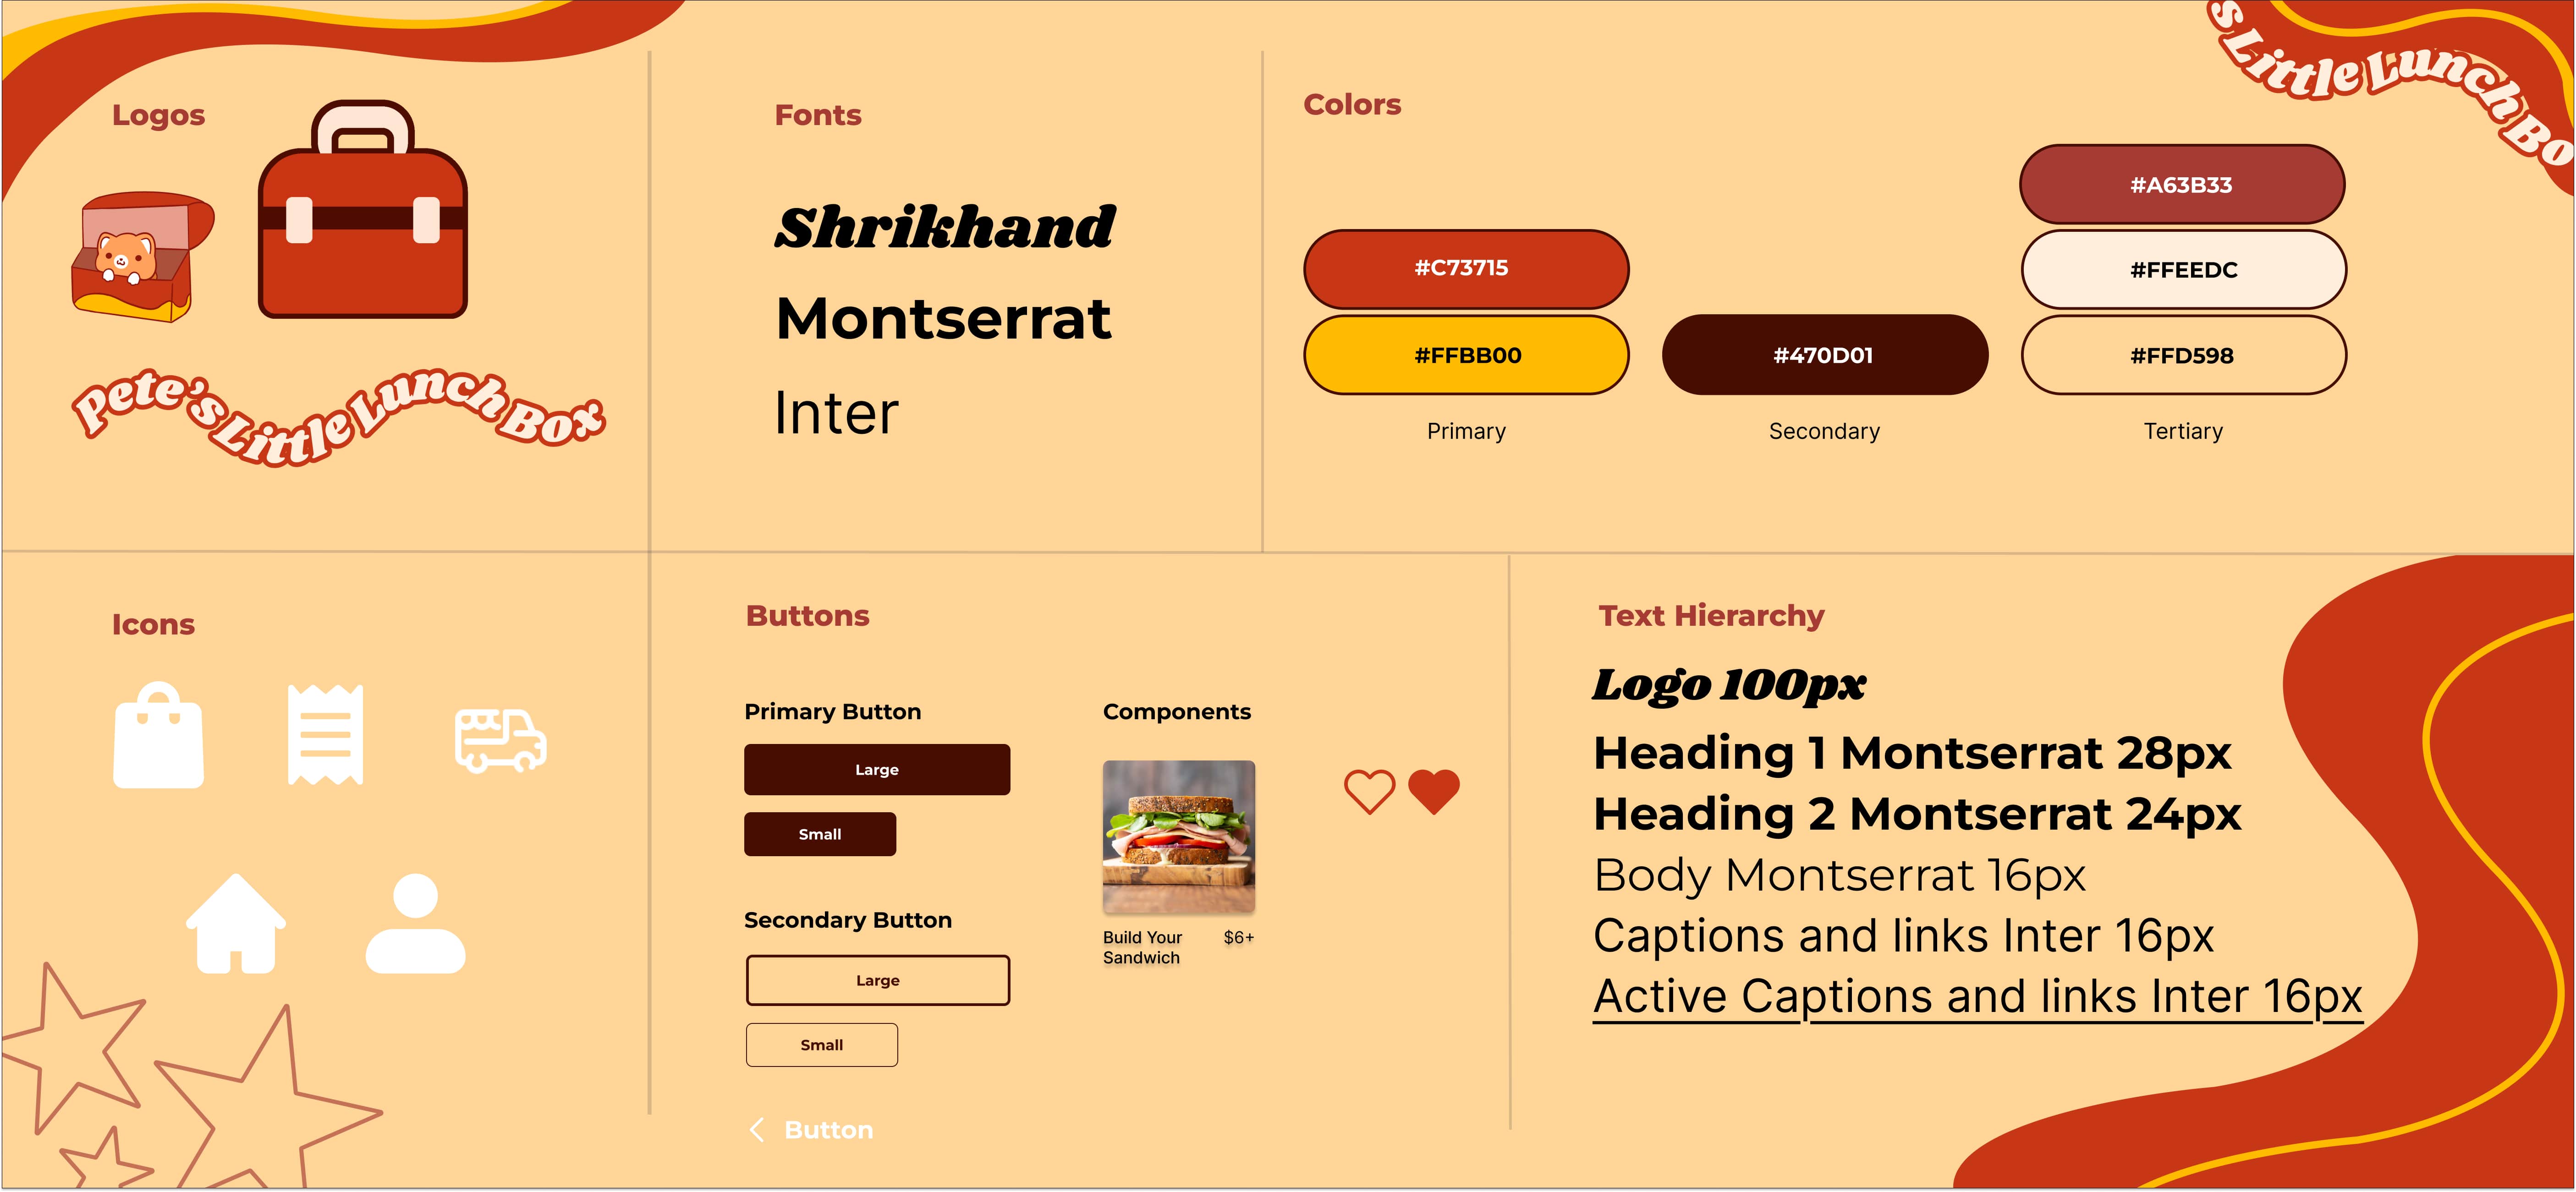 Logos
Pete's Little Lunch Box
Fonts
Shrikhand
Montserrat
Inter
Colors
#C73715
#FFBB00
Primary
#470D01
Secondary
#A63B33
#FFEEDC
#FFD598
Tertiary
s Little Lunch Bo
Icons
Buttons
Primary Button
Large
Small
Secondary Button
Large
Small
Button
Components
Build Your
Sandwich
$6+
Text Hierarchy
Logo 100px
Heading 1 Montserrat 28px
Heading 2 Montserrat 24px
Body Montserrat 16px
Captions and links Inter 16px
Active Captions and links Inter 16px